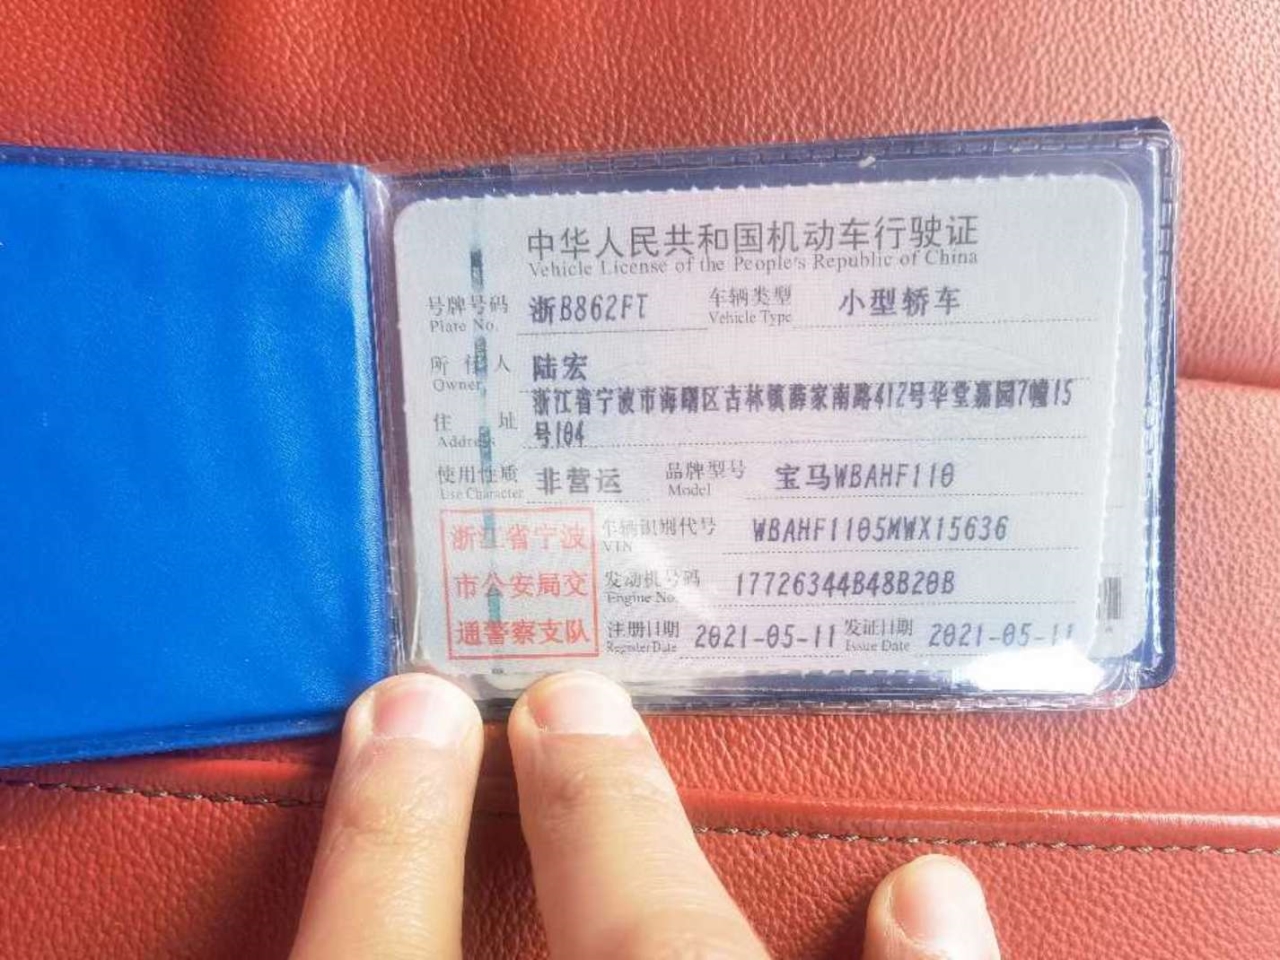 中华人民共和国机动车行驶证
Vehicle License of the People's Republic of China
号牌号码 浙B862FT 车辆类型 小型轿车
Plate No. Vehicle Type
所有人 陆宏
Owner
浙江省宁波市海曙区古林镇薛家南路412号华堂嘉园7幢15
住址 号104
Address
使用性质 非营运 品牌型号 宝马WBAHF110
Use Character Model
浙江省宁波 车辆识别代号 WBAHF1105MWX15636
VIN
市公安局交 发动机号码 17726344B48B20B
Engine No.
通警察支队 注册日期 2021-05-11 发证日期 2021-05-11
Register Date Issue Date